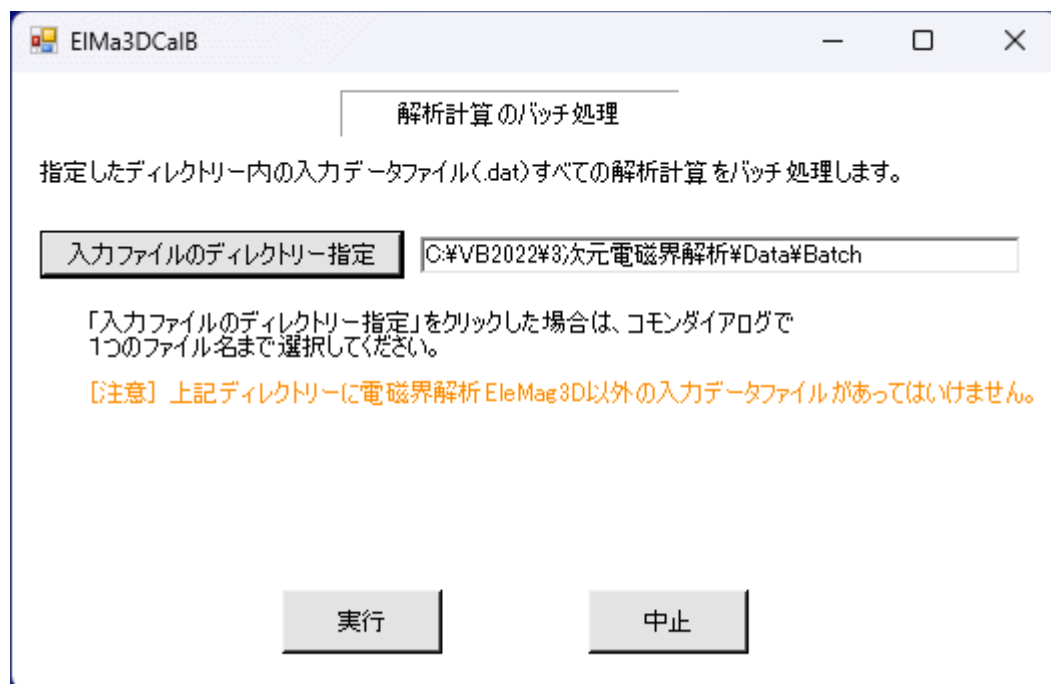 ElMa3DCalB
解析計算のバッチ処理
指定したディレクトリー内の入力データファイル(.dat)すべての解析計算をバッチ処理します。
入力ファイルのディレクトリー指定
C:¥VB2022¥3次元電磁界解析¥Data¥Batch
「入力ファイルのディレクトリー指定」をクリックした場合は、コモンダイアログで
1つのファイル名まで選択してください。
［注意］ 上記ディレクトリーに電磁界解析EleMag3D以外の入力データファイルがあってはいけません。
実行
中止